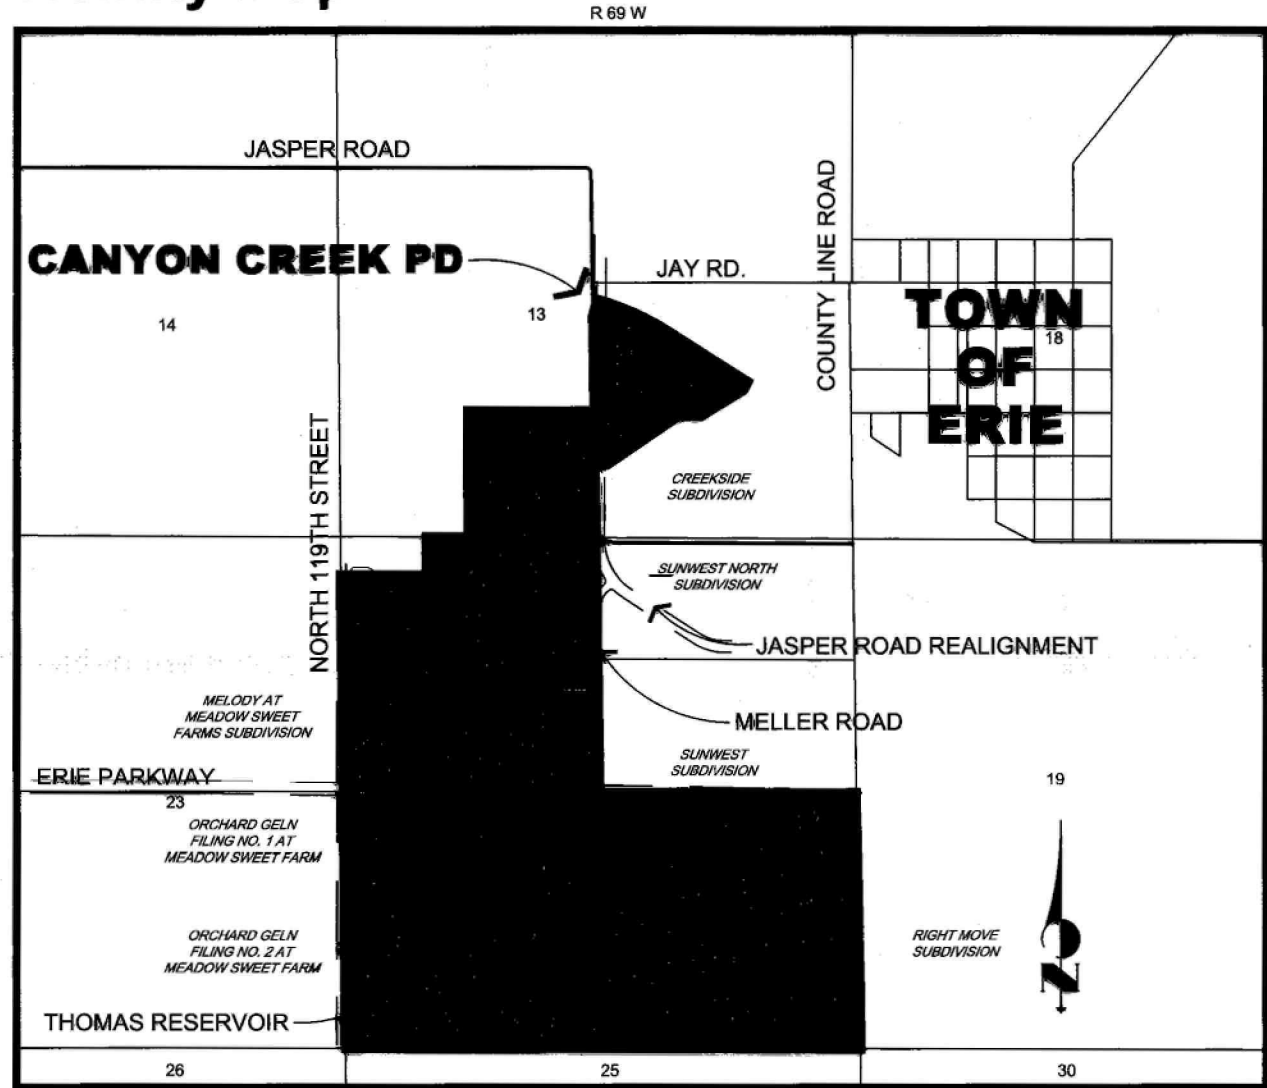 R 69 W
JASPER ROAD
CANYON CREEK PD
JAY RD.
COUNTY LINE ROAD
14
13
TOWN
OF
ERIE
18
NORTH 119TH STREET
CREEKSIDE
SUBDIVISION
SUNWEST NORTH
SUBDIVISION
JASPER ROAD REALIGNMENT
MELODY AT
MEADOW SWEET
FARMS SUBDIVISION
MELLER ROAD
SUNWEST
SUBDIVISION
ERIE PARKWAY
23
19
ORCHARD GELN
FILING NO. 1 AT
MEADOW SWEET FARM
ORCHARD GELN
FILING NO. 2 AT
MEADOW SWEET FARM
RIGHT MOVE
SUBDIVISION
N
THOMAS RESERVOIR
26
25
30